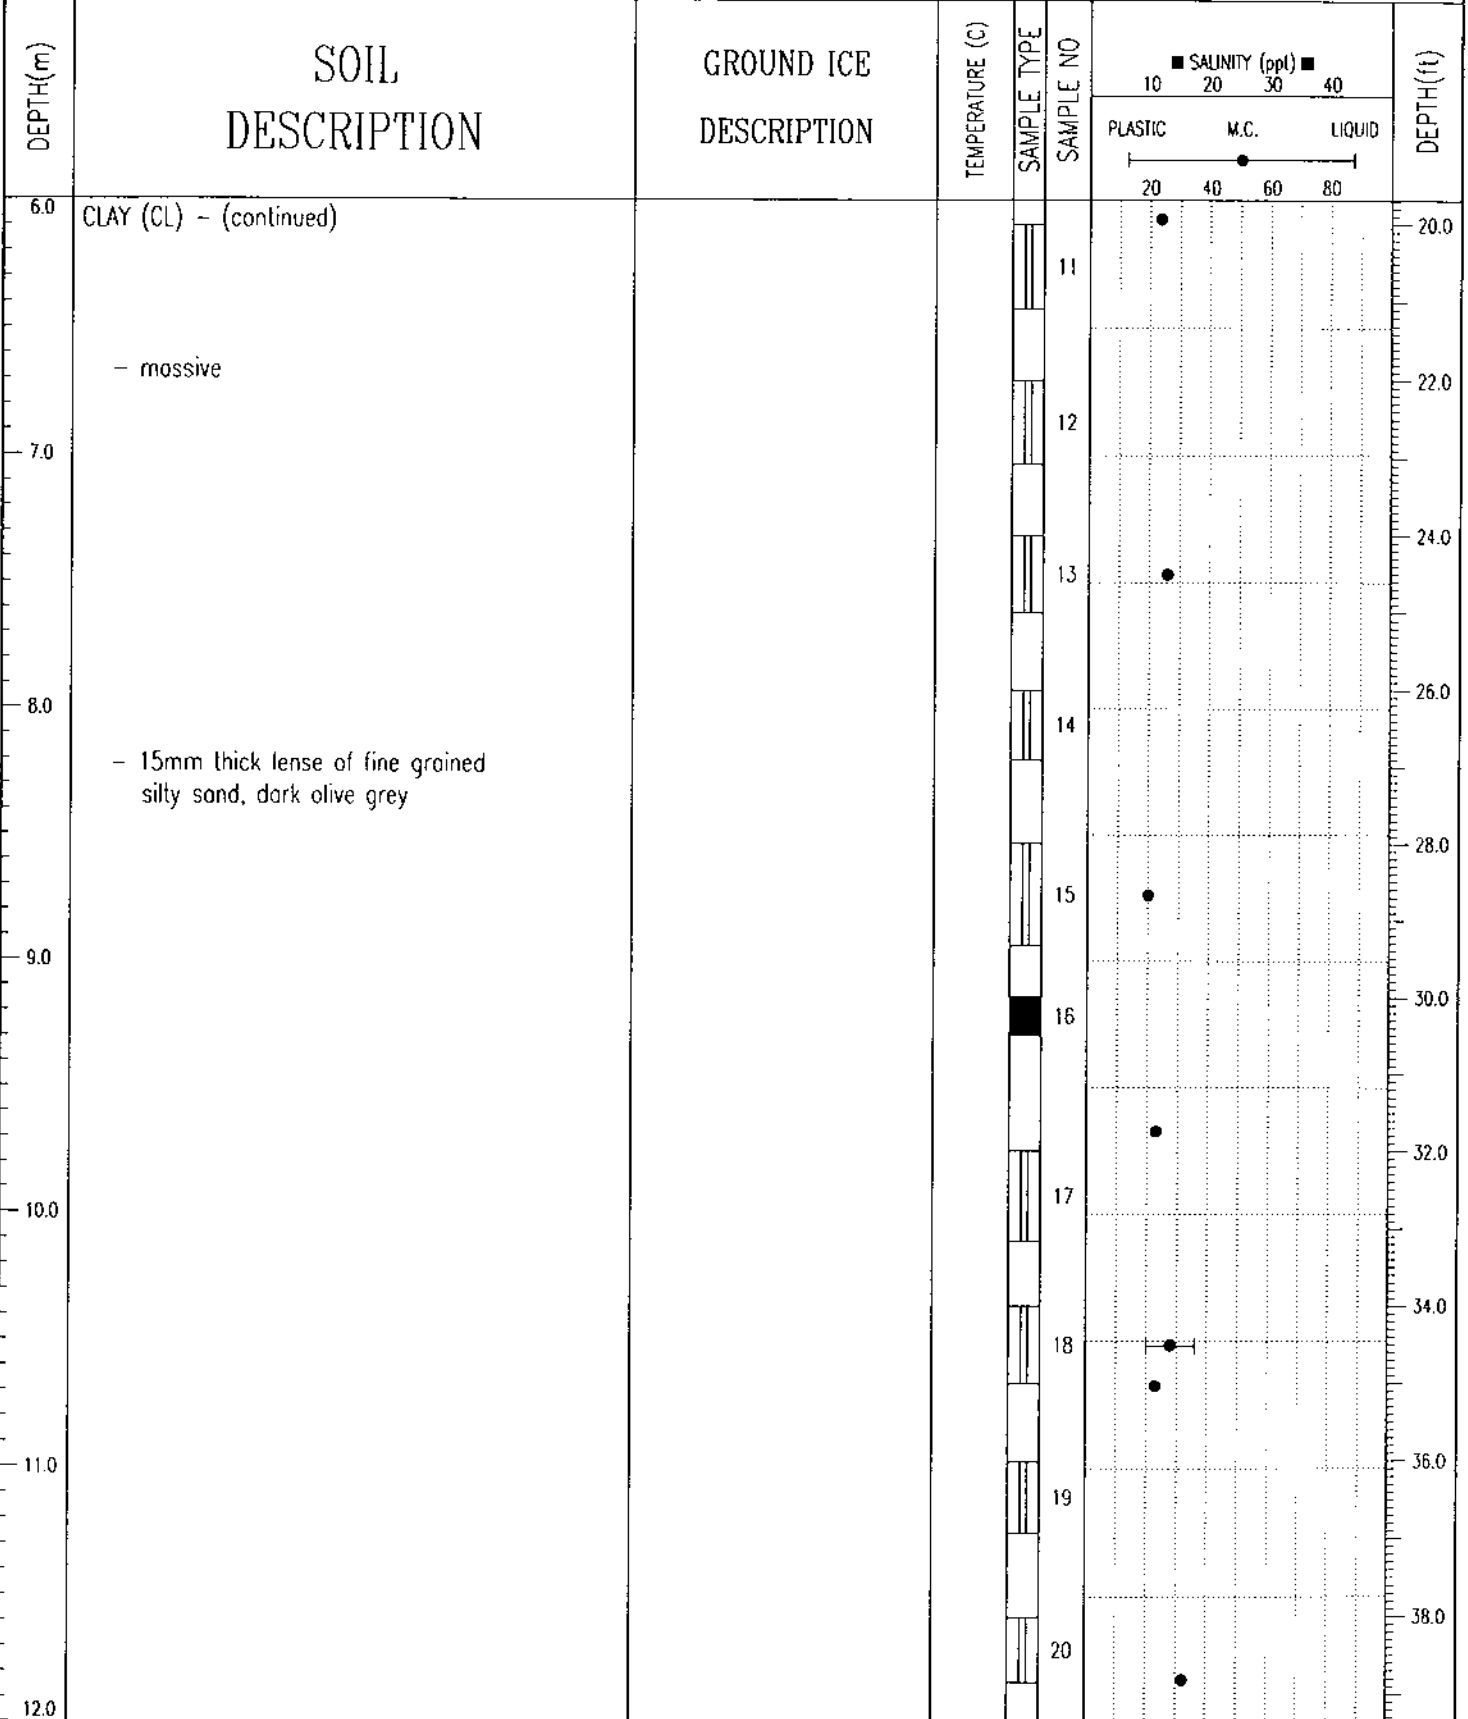 DEPTH(m)
SOIL
DESCRIPTION
GROUND ICE
DESCRIPTION
TEMPERATURE (C)
SAMPLE TYPE
SAMPLE NO
■ SALINITY (ppt) ■
10 20 30 40
PLASTIC M.C. LIQUID
20 40 60 80
DEPTH(ft)
6.0
CLAY (CL) - (continued)
20.0
11
- massive
22.0
12
7.0
24.0
13
26.0
8.0
14
- 15mm thick lense of fine grained
silty sand, dark olive grey
28.0
15
9.0
30.0
16
32.0
17
10.0
34.0
18
36.0
11.0
19
38.0
20
12.0